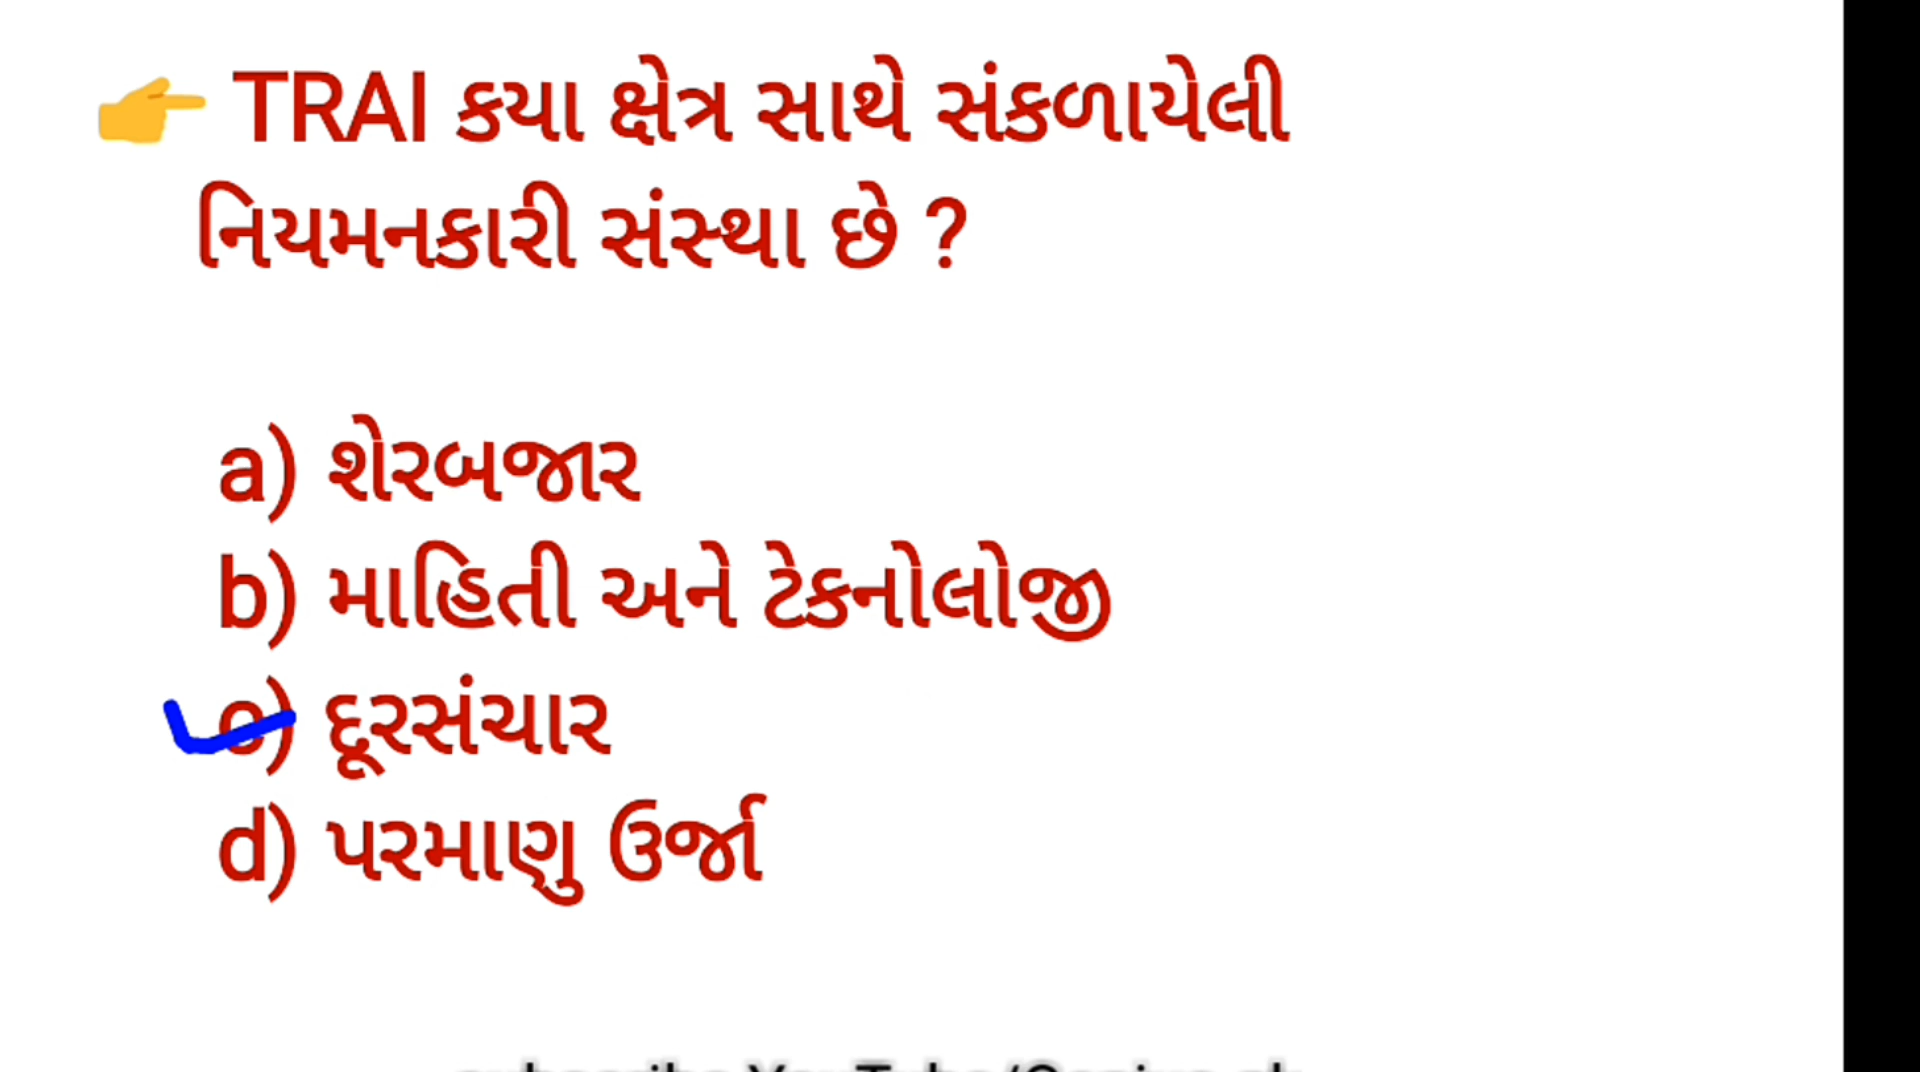 👉 TRAI કયા ક્ષેત્ર સાથે સંકળાયેલી
નિયમનકારી સંસ્થા છે ?
a) શેરબજાર
b) માહિતી અને ટેકનોલોજી
c) દૂરસંચાર
d) પરમાણુ ઉર્જા